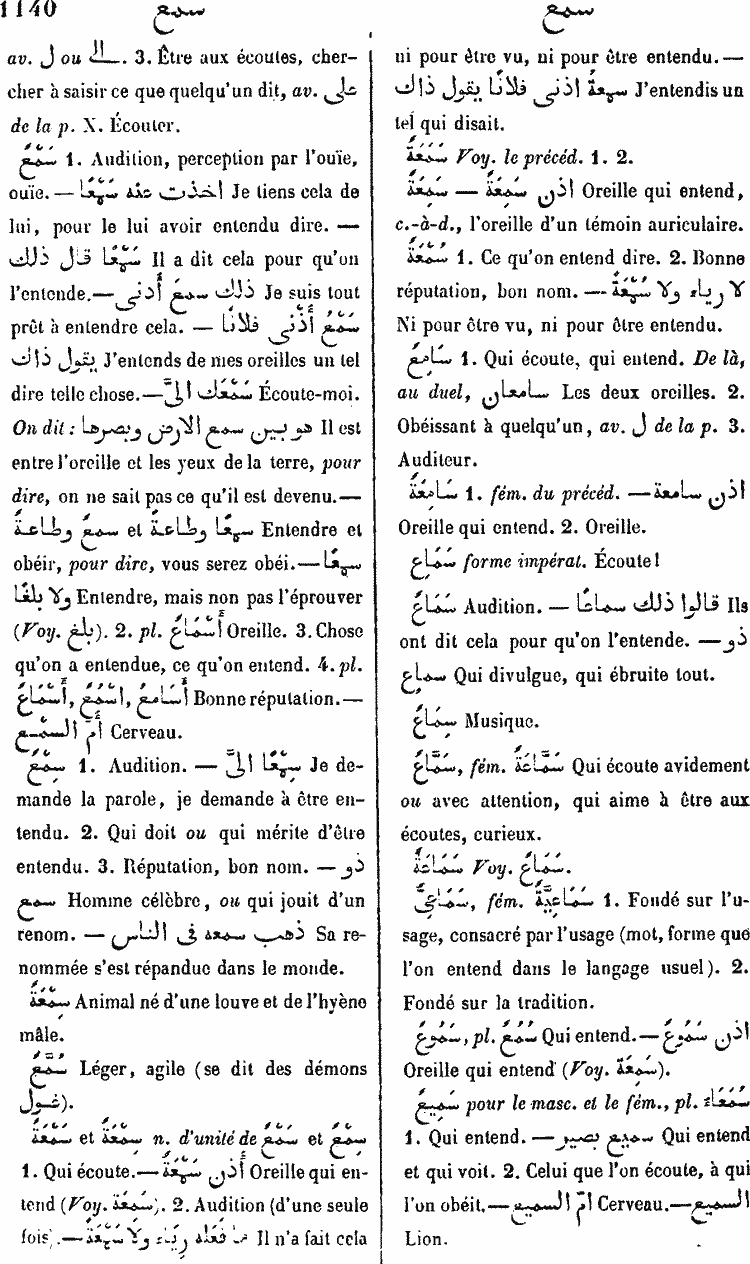 1140 سمع سمع
av. ل ou الـ. 3. Être aux écoutes, cher-
cher à saisir ce que quelqu'un dit, av. على
de la p. X. Écouter.
سَمْعٌ 1. Audition, perception par l'ouïe,
ouïe. — اخذت عنه سَمْعًا Je tiens cela de
lui, pour le lui avoir entendu dire. —
سَمْعًا قال ذلك Il a dit cela pour qu'on
l'entende. — سمعُ أُذنى ذلك Je suis tout
prêt à entendre cela. — سَمْعُ أُذُنى فلانًا
يقول ذاك J'entends de mes oreilles un tel
dire telle chose. — سَمْعَك الىَّ Écoute-moi.
On dit : هو بين سمع الارض وبصرها Il est
entre l'oreille et les yeux de la terre, pour
dire, on ne sait pas ce qu'il est devenu. —
سمعًا وطاعةً et سمعٌ وطاعةٌ Entendre et
obéir, pour dire, vous serez obéi. — سمعًا
ولا بلغًا Entendre, mais non pas l'éprouver
(Voy. بلغ). 2. pl. أَسْمَاعٌ Oreille. 3. Chose
qu'on a entendue, ce qu'on entend. 4. pl.
أَسْمَاعٌ, اسْمُعٌ, أَسَامِعُ Bonne réputation. —
أُمّ السَّمْع Cerveau.
سِمْعٌ 1. Audition. — سِمْعًا الىَّ Je de-
mande la parole, je demande à être en-
tendu. 2. Qui doit ou qui mérite d'être
entendu. 3. Réputation, bon nom. — ذو
سمع Homme célèbre, ou qui jouit d'un
renom. — ذهب سمعه فى الناس Sa re-
nommée s'est répandue dans le monde.
سِمْعَةٌ Animal né d'une louve et de l'hyène
mâle.
سَمَّعٌ Léger, agile (se dit des démons
غول).
سَمْعَةٌ et سِمْعَةٌ n. d'unité de سَمْعٌ et سِمْعٌ
1. Qui écoute. — أُذن سَمْعَةٌ Oreille qui en-
tend (Voy. سَمَعَةٌ). 2. Audition (d'une seule
fois). — ما فعله رِيَاء ولا سَمْعَةً Il n'a fait cela
ni pour être vu, ni pour être entendu. —
سمعةُ اذنى فلانًا يقول ذاك J'entendis un
tel qui disait.
سَمَعَةٌ Voy. le précéd. 1. 2.
سَمِعَةٌ — اذن سَمَعَةٌ Oreille qui entend,
c.-à-d., l'oreille d'un témoin auriculaire.
سُمْعَةٌ 1. Ce qu'on entend dire. 2. Bonne
réputation, bon nom. — لا رياء ولا سُمْعَةً
Ni pour être vu, ni pour être entendu.
سَامِعٌ 1. Qui écoute, qui entend. De là,
au duel, سامعان Les deux oreilles. 2.
Obéissant à quelqu'un, av. ل de la p. 3.
Auditeur.
سَامِعَةٌ 1. fém. du précéd. — اذن سامعة
Oreille qui entend. 2. Oreille.
سَمَاعِ forme impérat. Écoute !
سَمَاعٌ Audition. — قالوا ذلك سماعًا Ils
ont dit cela pour qu'on l'entende. — ذو
سماع Qui divulgue, qui ébruite tout.
سِمَاعٌ Musique.
سَمَّاعٌ, fém. سَمَّاعَةٌ Qui écoute avidement
ou avec attention, qui aime à être aux
écoutes, curieux.
سَمَاعَةٌ Voy. سَمَاعٌ.
سَمَاعِىٌّ, fém. سَمَاعِيَّةٌ 1. Fondé sur l'u-
sage, consacré par l'usage (mot, forme que
l'on entend dans le langage usuel). 2.
Fondé sur la tradition.
سَمُوعٌ, pl. سُمُعٌ Qui entend. — اذن سَمُوعٌ
Oreille qui entend (Voy. سَمَعَةٌ).
سَمِيعٌ pour le masc. et le fém., pl. سُمَعَاءُ
1. Qui entend. — سميع بصير Qui entend
et qui voit. 2. Celui que l'on écoute, à qui
l'on obéit. — امّ السميع Cerveau. — السميع
Lion.